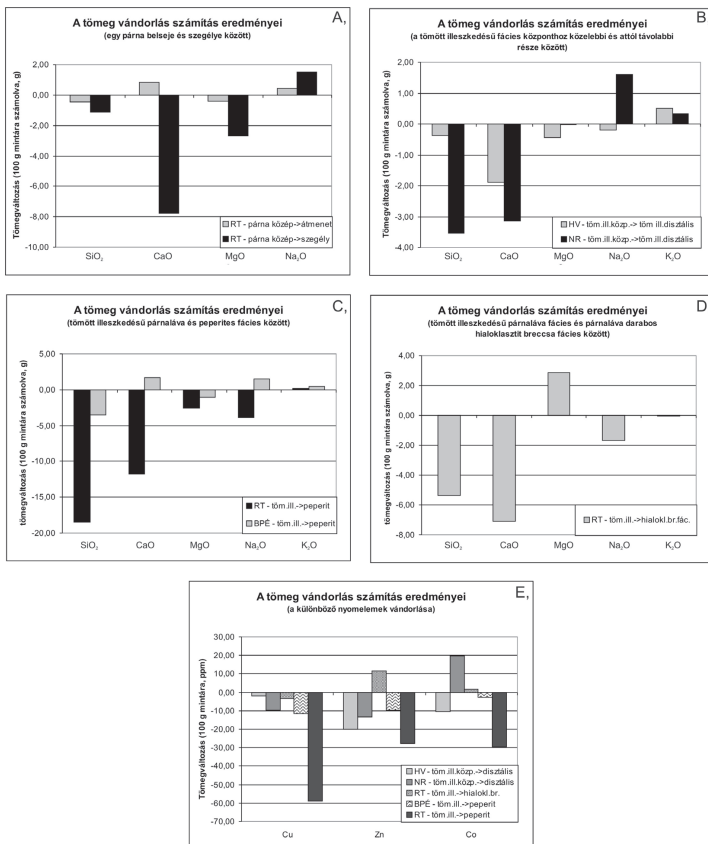 A tömeg vándorlás számítás eredményei
A,
(egy párna belseje és szegélye között)
Tömegváltozás (100 g mintára számolva, g)
2,00
0,00
-2,00
-4,00
-6,00
-8,00
-10,00
RT - párna közép->átmenet
RT - párna közép->szegély
SiO₂ CaO MgO Na₂O
A tömeg vándorlás számítás eredményei
B
(a tömött illeszkedésű fácies központhoz közelebbi és attól távolabbi
része között)
Tömegváltozás (100 g mintára számolva, g)
2,00
1,00
0,00
-1,00
-2,00
-3,00
-4,00
HV - töm.ill.közp.-> töm ill.disztális
NR - töm.ill.közp.->töm.ill.disztális
SiO₂ CaO MgO Na₂O K₂O
A tömeg vándorlás számítás eredményei
C,
(tömött illeszkedésű párnaláva és peperites fácies között)
tömegváltozás (100 g mintára számolva, g)
5,00
0,00
-5,00
-10,00
-15,00
-20,00
RT - töm.ill.->peperit
BPÉ - töm.ill.->peperit
SiO₂ CaO MgO Na₂O K₂O
A tömeg vándorlás számítás eredményei
D
(tömött illeszkedésű párnaláva fácies és párnaláva darabos
hialoklasztit breccsa fácies között)
tömegváltozás (100 g mintára számolva, g)
4,00
2,00
0,00
-2,00
-4,00
-6,00
-8,00
RT - töm.ill.->hialokl.br.fác.
SiO₂ CaO MgO Na₂O K₂O
A tömeg vándorlás számítás eredményei
E,
(a különböző nyomelemek vándorlása)
Tömegváltozás (100 g mintára, ppm)
30,00
20,00
10,00
0,00
-10,00
-20,00
-30,00
-40,00
-50,00
-60,00
-70,00
HV - töm.ill.közp.->disztális
NR - töm.ill.közp.->disztális
RT - töm.ill.->hialokl.br.
BPÉ - töm.ill.->peperit
RT - töm.ill.->peperit
Cu Zn Co